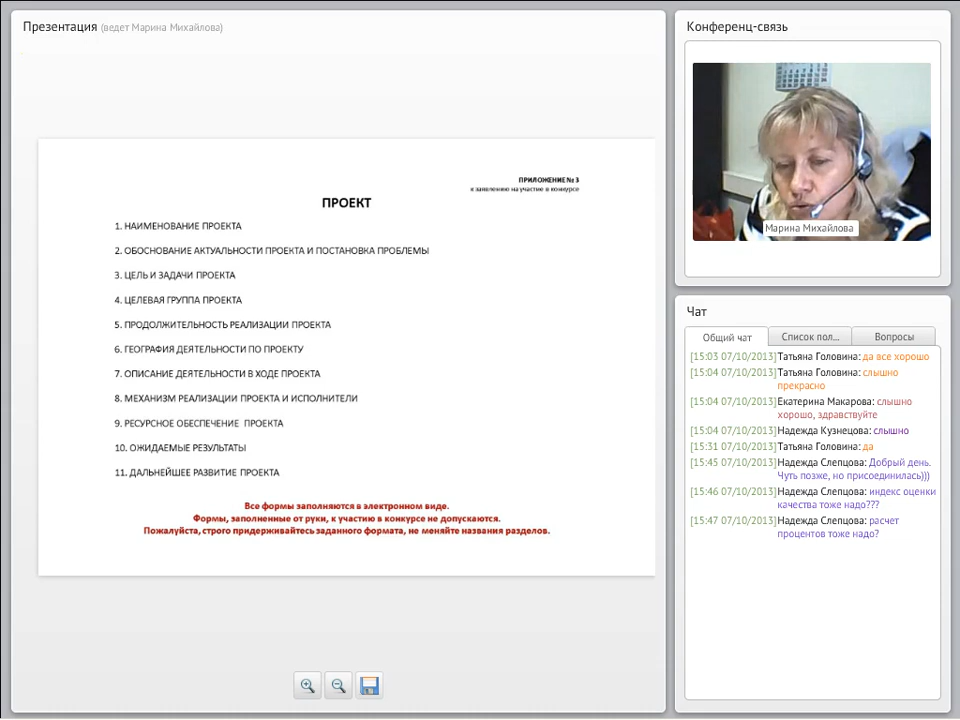 Презентация (ведет Марина Михайлова)
ПРИЛОЖЕНИЕ № 3
к заявлению на участие в конкурсе
ПРОЕКТ
1. НАИМЕНОВАНИЕ ПРОЕКТА
2. ОБОСНОВАНИЕ АКТУАЛЬНОСТИ ПРОЕКТА И ПОСТАНОВКА ПРОБЛЕМЫ
3. ЦЕЛЬ И ЗАДАЧИ ПРОЕКТА
4. ЦЕЛЕВАЯ ГРУППА ПРОЕКТА
5. ПРОДОЛЖИТЕЛЬНОСТЬ РЕАЛИЗАЦИИ ПРОЕКТА
6. ГЕОГРАФИЯ ДЕЯТЕЛЬНОСТИ ПО ПРОЕКТУ
7. ОПИСАНИЕ ДЕЯТЕЛЬНОСТИ В ХОДЕ ПРОЕКТА
8. МЕХАНИЗМ РЕАЛИЗАЦИИ ПРОЕКТА И ИСПОЛНИТЕЛИ
9. РЕСУРСНОЕ ОБЕСПЕЧЕНИЕ ПРОЕКТА
10. ОЖИДАЕМЫЕ РЕЗУЛЬТАТЫ
11. ДАЛЬНЕЙШЕЕ РАЗВИТИЕ ПРОЕКТА
Все формы заполняются в электронном виде.
Формы, заполненные от руки, к участию в конкурсе не допускаются.
Пожалуйста, строго придерживайтесь заданного формата, не меняйте названия разделов.
Конференц-связь
Марина Михайлова
Чат
Общий чат
Список пол...
Вопросы
[15:03 07/10/2013] Татьяна Головина: да все хорошо
[15:04 07/10/2013] Татьяна Головина: слышно
прекрасно
[15:04 07/10/2013] Екатерина Макарова: слышно
хорошо, здравствуйте
[15:04 07/10/2013] Надежда Кузнецова: слышно
[15:31 07/10/2013] Татьяна Головина: да
[15:45 07/10/2013] Надежда Слепцова: Добрый день.
Чуть позже, но присоединилась)))
[15:46 07/10/2013] Надежда Слепцова: индекс оценки
качества тоже надо???
[15:47 07/10/2013] Надежда Слепцова: расчет
процентов тоже надо?